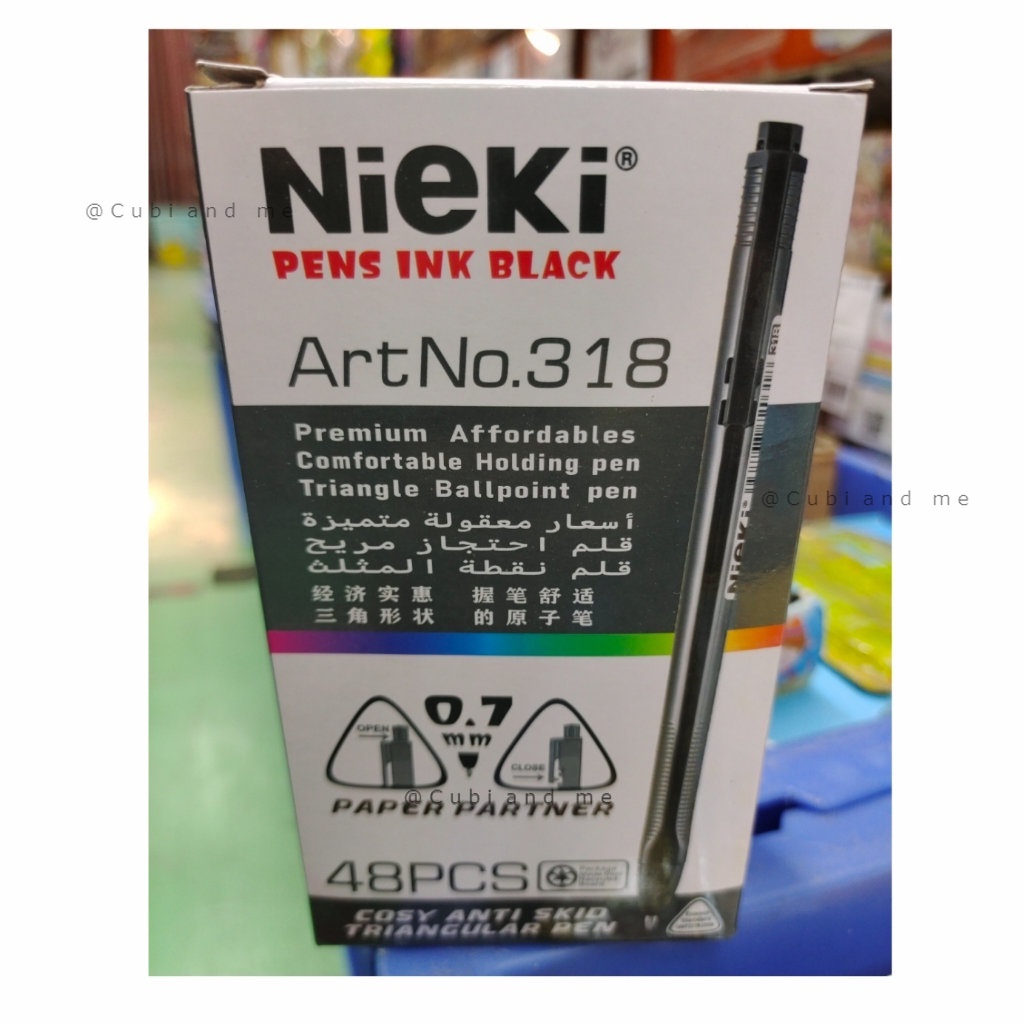 NieKi®
@Cubi and me
PENS INK BLACK
ArtNo.318
318
Premium Affordables
Comfortable Holding pen
Triangle Ballpoint pen
@Cubi and me
أسعار معقولة متميزة
قلم احتجاز مريح
قلم نقطة المثلث
NieKi
经济实惠 握笔舒适
三角形状 的原子笔
0.7
mm
OPEN
CLOSE
@Cubi and me
PAPER PARTNER
48PCS
COSY ANTI SKID
TRIANGULAR PEN